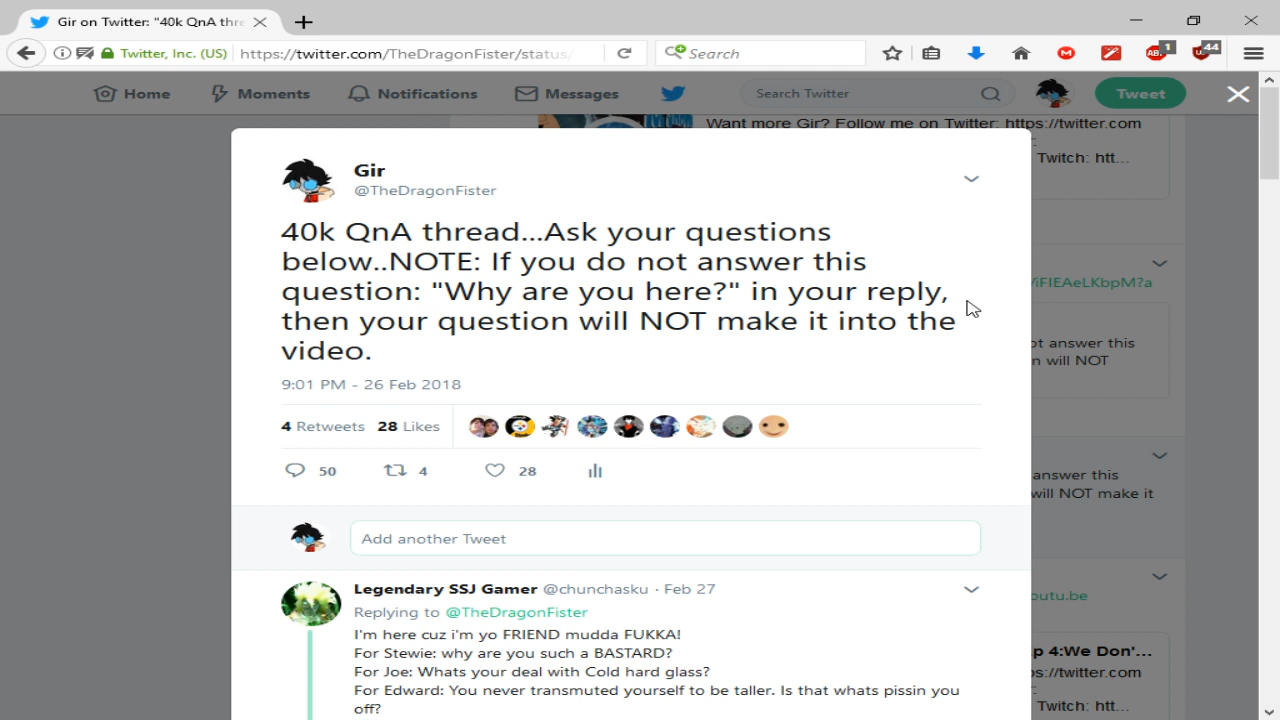 Gir on Twitter: "40k QnA thre
Twitter, Inc. (US)
https://twitter.com/TheDragonFister/status/
Search
1
44
Home
Moments
Notifications
Messages
Search Twitter
Tweet
Want more Gir? Follow me on Twitter: https://twitter.com
Twitch: htt...
Gir
@TheDragonFister
40k QnA thread...Ask your questions
below..NOTE: If you do not answer this
question: "Why are you here?" in your reply,
then your question will NOT make it into the
video.
9:01 PM - 26 Feb 2018
4 Retweets 28 Likes
50
4
28
Add another Tweet
Legendary SSJ Gamer @chunchasku · Feb 27
Replying to @TheDragonFister
I'm here cuz i'm yo FRIEND mudda FUKKA!
For Stewie: why are you such a BASTARD?
For Joe: Whats your deal with Cold hard glass?
For Edward: You never transmuted yourself to be taller. Is that whats pissin you
off?
/iFIEAeLKbpM?a
ot answer this
n will NOT
answer this
will NOT make it
outu.be
p 4:We Don'...
ps://twitter.com
Twitch: htt...